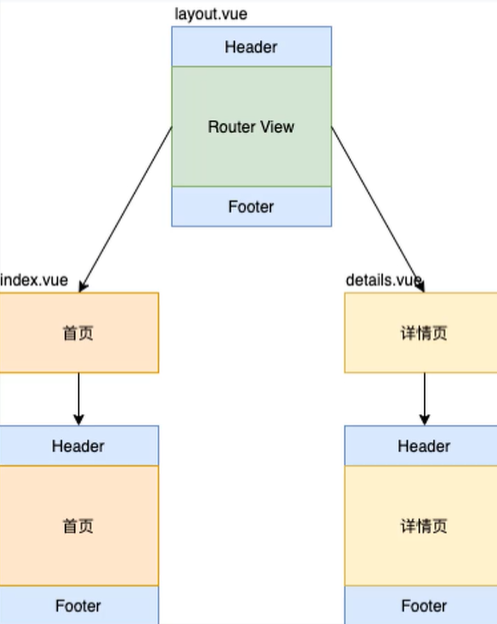 layout.vue
Header
Router View
Footer
index.vue
details.vue
首页
详情页
Header
Header
首页
详情页
Footer
Footer